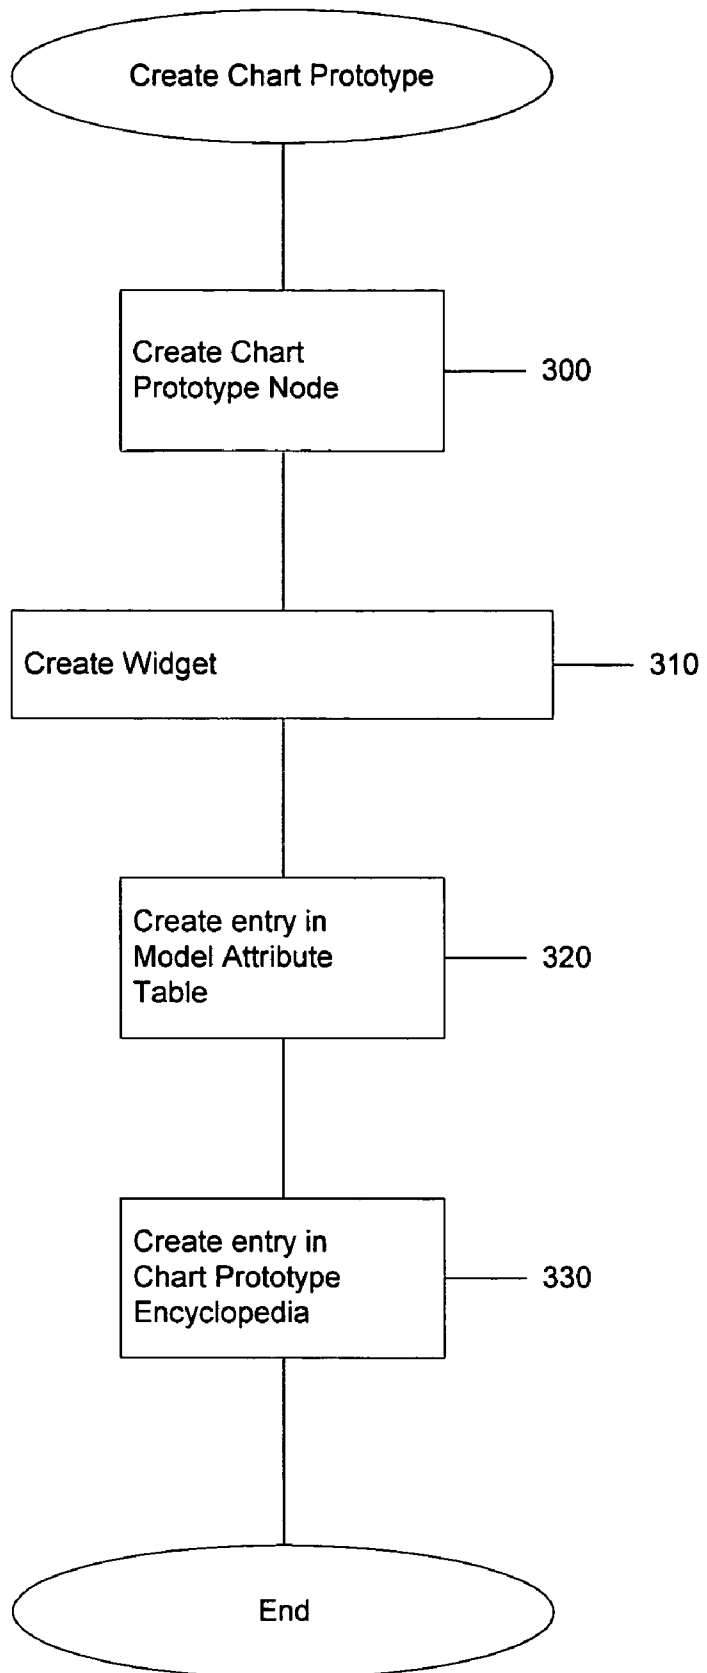 Create Chart Prototype
Create Chart
Prototype Node
300
Create Widget
310
Create entry in
Model Attribute
Table
320
Create entry in
Chart Prototype
Encyclopedia
330
End